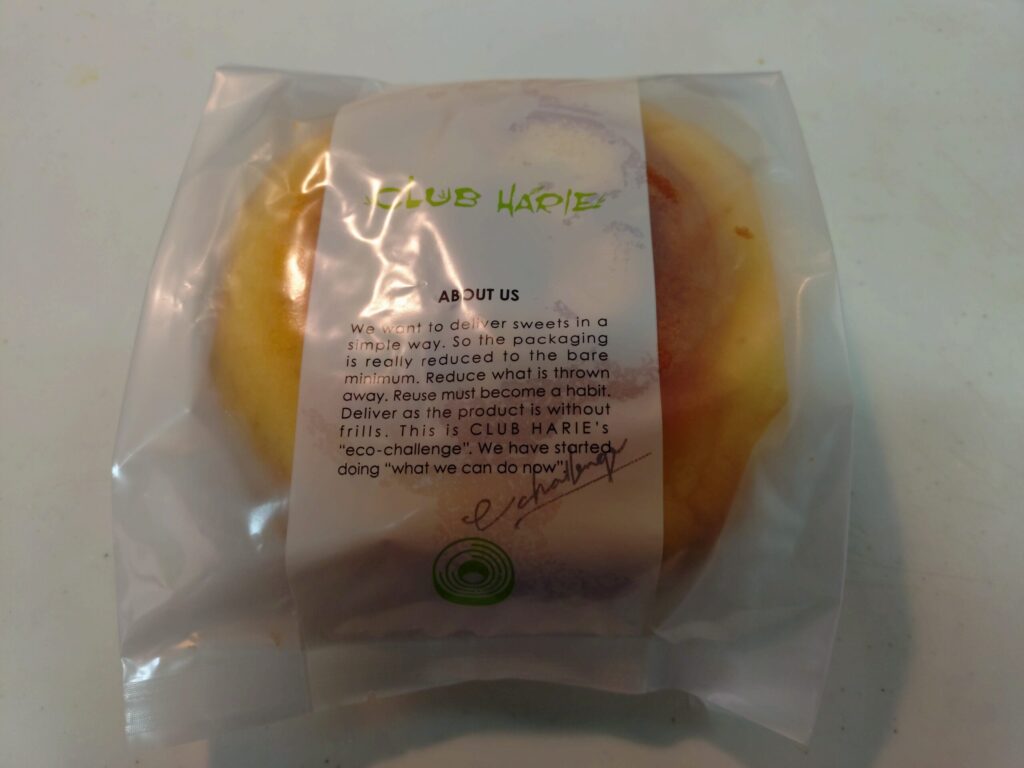 CLUB HARIE
ABOUT US
We want to deliver sweets in a
simple way. So the packaging
is really reduced to the bare
minimum. Reduce what is thrown
away. Reuse must become a habit.
Deliver as the product is without
frills. This is CLUB HARIE's
"eco-challenge". We have started
doing "what we can do now"!
e challenge